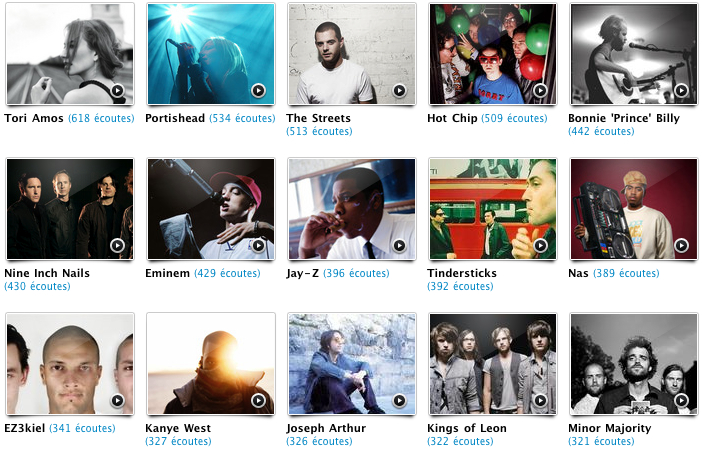 Tori Amos (618 écoutes)
Portishead (534 écoutes)
The Streets
(513 écoutes)
Hot Chip (509 écoutes)
Bonnie 'Prince' Billy
(442 écoutes)
Nine Inch Nails
(430 écoutes)
Eminem (429 écoutes)
Jay-Z (396 écoutes)
Tindersticks
(392 écoutes)
Nas (389 écoutes)
EZ3kiel (341 écoutes)
Kanye West
(327 écoutes)
Joseph Arthur
(326 écoutes)
Kings of Leon
(322 écoutes)
Minor Majority
(321 écoutes)